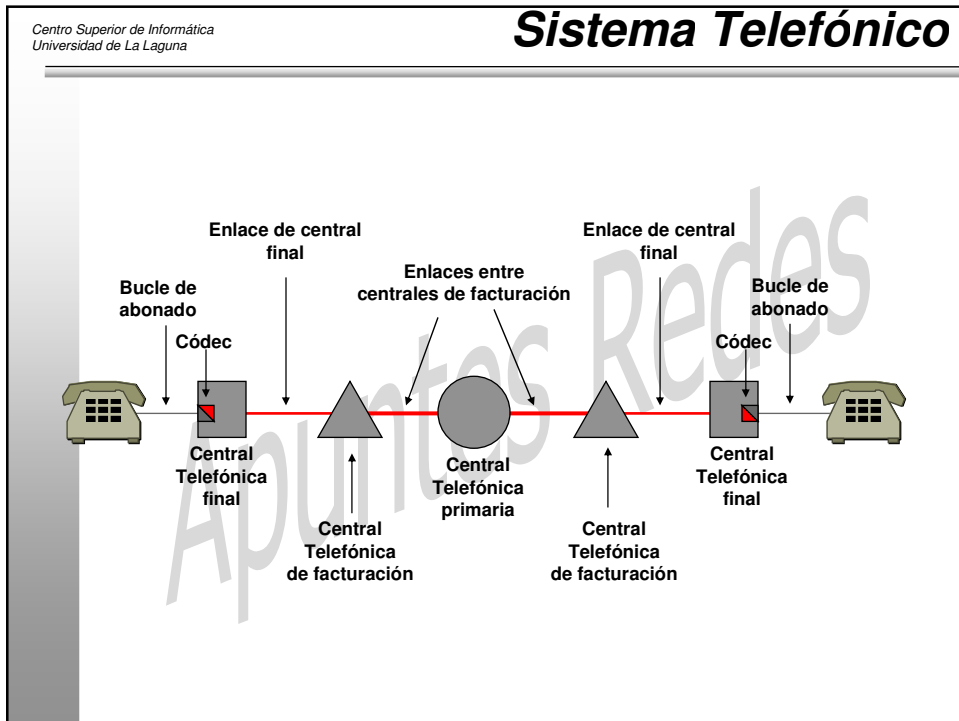 Centro Superior de Informática
Universidad de La Laguna
Sistema Telefónico
Enlace de central
final
Enlace de central
final
Enlaces entre
centrales de facturación
Bucle de
abonado
Bucle de
abonado
Códec
Códec
Central
Telefónica
final
Central
Telefónica
primaria
Central
Telefónica
final
Central
Telefónica
de facturación
Central
Telefónica
de facturación
Apuntes Redes